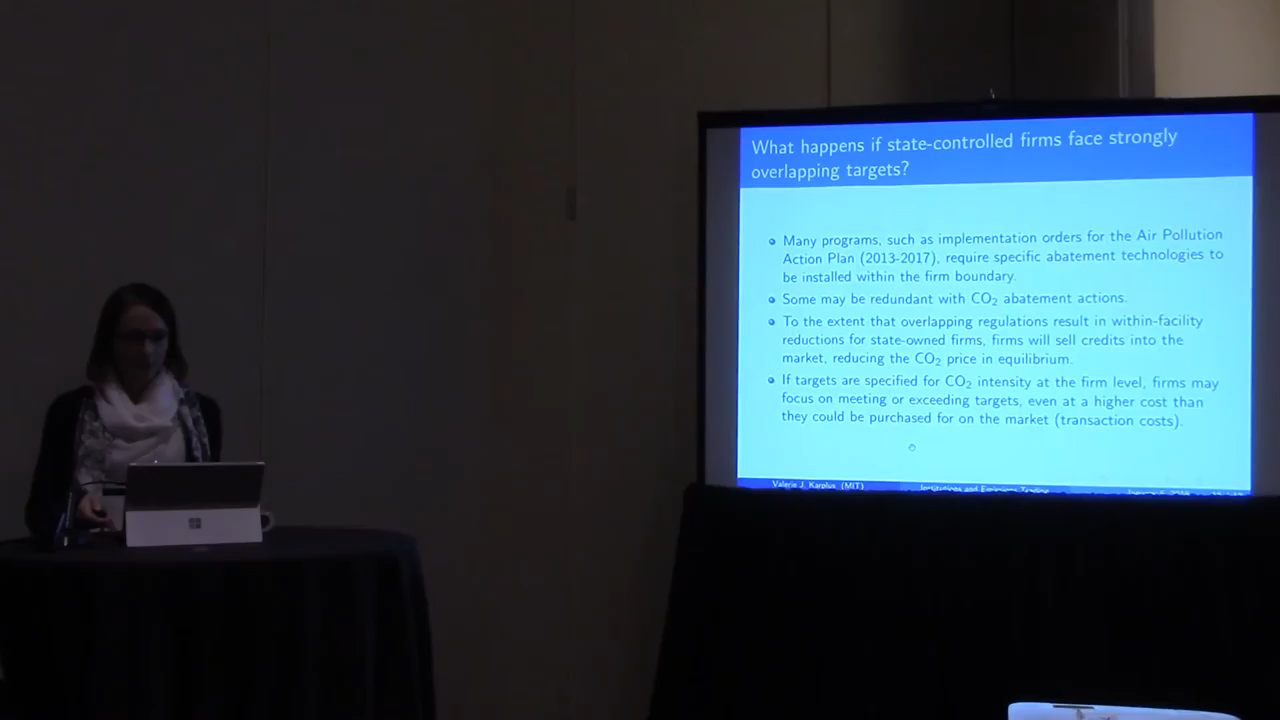 What happens if state-controlled firms face strongly
overlapping targets?
Many programs, such as implementation orders for the Air Pollution
Action Plan (2013-2017), require specific abatement technologies to
be installed within the firm boundary.
Some may be redundant with CO₂ abatement actions.
To the extent that overlapping regulations result in within-facility
reductions for state-owned firms, firms will sell credits into the
market, reducing the CO₂ price in equilibrium.
If targets are specified for CO₂ intensity at the firm level, firms may
focus on meeting or exceeding targets, even at a higher cost than
they could be purchased for on the market (transaction costs).
Valerie J. Karplus (MIT)
Institutions and Emissions Trading